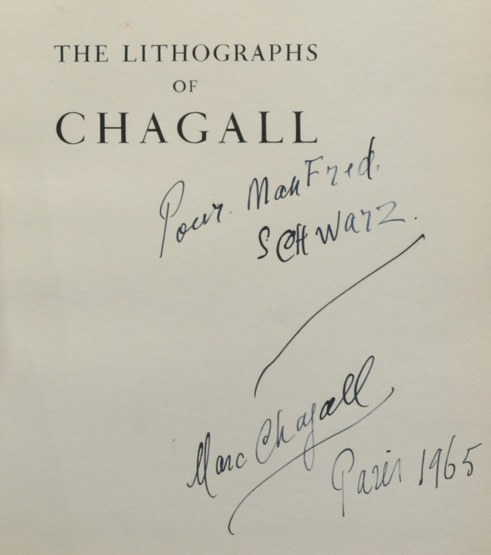 THE LITHOGRAPHS
OF
CHAGALL
Pour. ManFred.
SCHWarZ.
Marc Chagall
Paris 1965